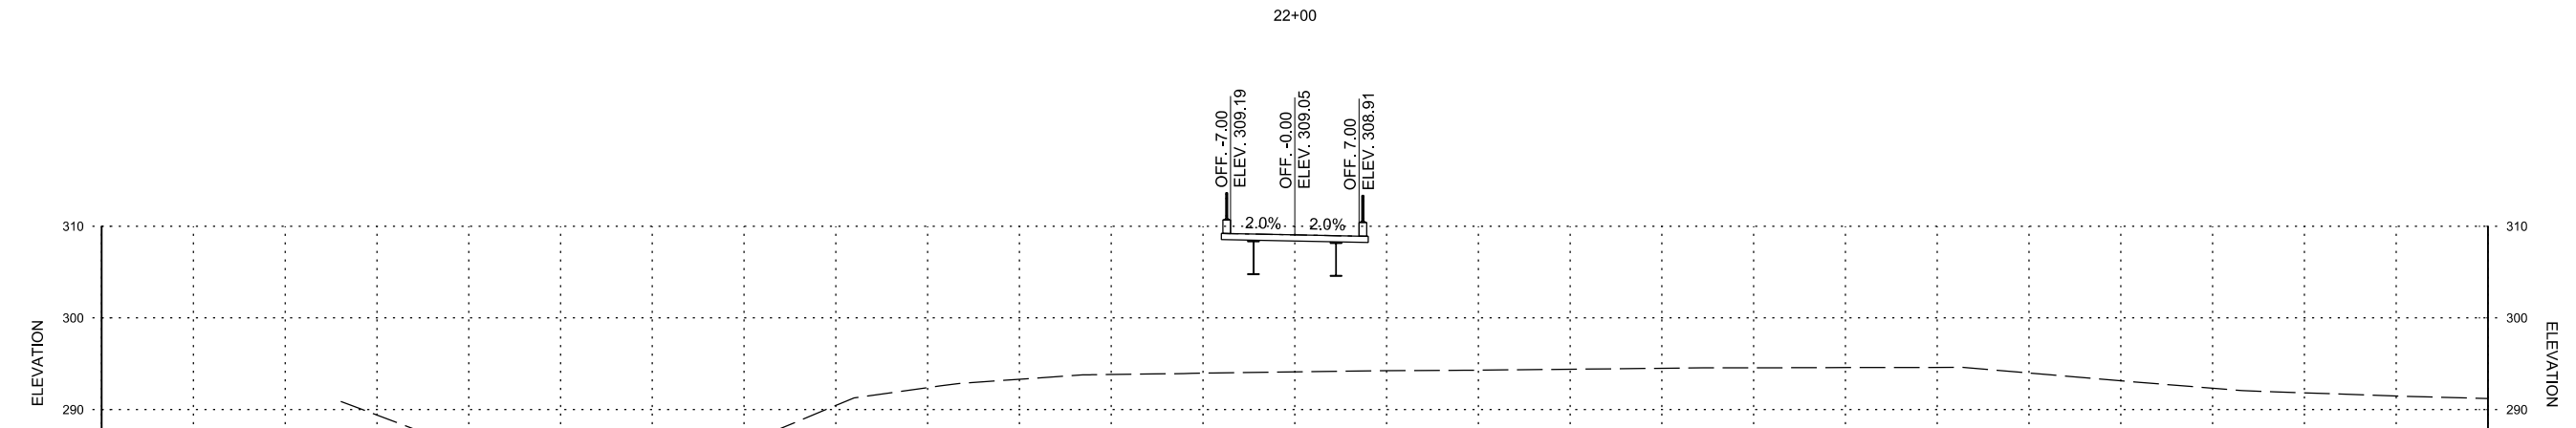 22+00
OFF. -7.00
ELEV. 309.19
OFF. -0.00
ELEV. 309.05
OFF. 7.00
ELEV. 308.91
2.0%
2.0%
310
310
300
300
ELEVATION
ELEVATION
290
290